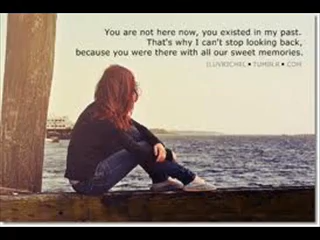 You are not here now, you existed in my past.
That's why I can't stop looking back,
because you were there with all our sweet memories.
ILUVRICHEL • TUMBLR • COM